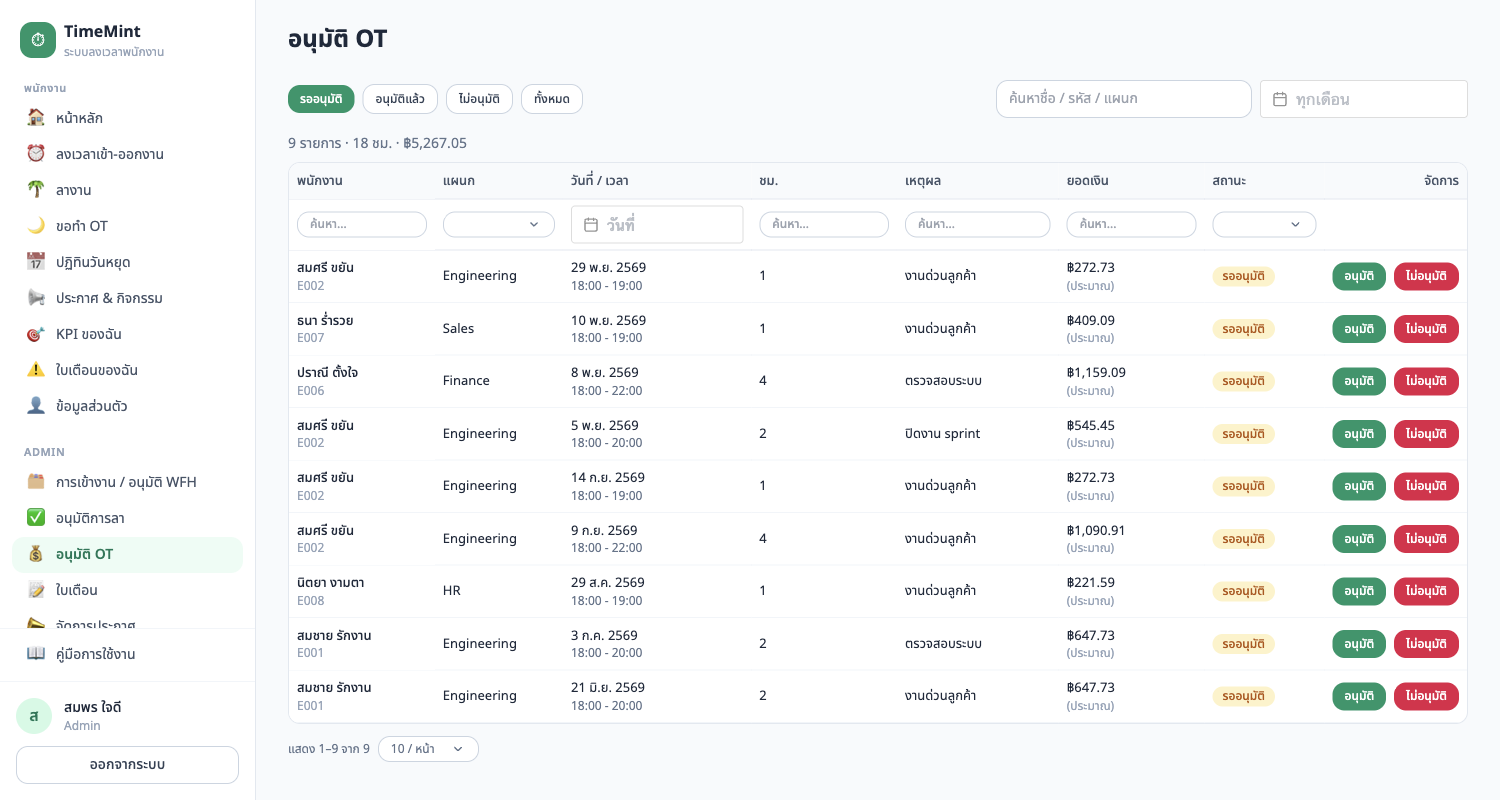 TimeMint
ระบบลงเวลาพนักงาน
พนักงาน
หน้าหลัก
ลงเวลาเข้า-ออกงาน
ลางาน
ขอทำ OT
ปฏิทินวันหยุด
ประกาศ & กิจกรรม
KPI ของฉัน
ใบเตือนของฉัน
ข้อมูลส่วนตัว
ADMIN
การเข้างาน / อนุมัติ WFH
อนุมัติการลา
อนุมัติ OT
ใบเตือน
จัดการประกาศ
คู่มือการใช้งาน
ส
สมพร ใจดี
Admin
ออกจากระบบ
อนุมัติ OT
รออนุมัติ อนุมัติแล้ว ไม่อนุมัติ ทั้งหมด ค้นหาชื่อ / รหัส / แผนก ทุกเดือน
9 รายการ · 18 ชม. · ฿5,267.05
พนักงาน แผนก วันที่ / เวลา ชม. เหตุผล ยอดเงิน สถานะ จัดการ
ค้นหา... วันที่ ค้นหา... ค้นหา... ค้นหา...
สมศรี ขยัน Engineering 29 พ.ย. 2569 1 งานด่วนลูกค้า ฿272.73 รออนุมัติ อนุมัติ ไม่อนุมัติ
E002 18:00 - 19:00 (ประมาณ)
ธนา ร่ำรวย Sales 10 พ.ย. 2569 1 งานด่วนลูกค้า ฿409.09 รออนุมัติ อนุมัติ ไม่อนุมัติ
E007 18:00 - 19:00 (ประมาณ)
ปราณี ตั้งใจ Finance 8 พ.ย. 2569 4 ตรวจสอบระบบ ฿1,159.09 รออนุมัติ อนุมัติ ไม่อนุมัติ
E006 18:00 - 22:00 (ประมาณ)
สมศรี ขยัน Engineering 5 พ.ย. 2569 2 ปิดงาน sprint ฿545.45 รออนุมัติ อนุมัติ ไม่อนุมัติ
E002 18:00 - 20:00 (ประมาณ)
สมศรี ขยัน Engineering 14 ก.ย. 2569 1 งานด่วนลูกค้า ฿272.73 รออนุมัติ อนุมัติ ไม่อนุมัติ
E002 18:00 - 19:00 (ประมาณ)
สมศรี ขยัน Engineering 9 ก.ย. 2569 4 งานด่วนลูกค้า ฿1,090.91 รออนุมัติ อนุมัติ ไม่อนุมัติ
E002 18:00 - 22:00 (ประมาณ)
นิตยา งามตา HR 29 ส.ค. 2569 1 งานด่วนลูกค้า ฿221.59 รออนุมัติ อนุมัติ ไม่อนุมัติ
E008 18:00 - 19:00 (ประมาณ)
สมชาย รักงาน Engineering 3 ก.ค. 2569 2 ตรวจสอบระบบ ฿647.73 รออนุมัติ อนุมัติ ไม่อนุมัติ
E001 18:00 - 20:00 (ประมาณ)
สมชาย รักงาน Engineering 21 มิ.ย. 2569 2 งานด่วนลูกค้า ฿647.73 รออนุมัติ อนุมัติ ไม่อนุมัติ
E001 18:00 - 20:00 (ประมาณ)
แสดง 1–9 จาก 9 10 / หน้า